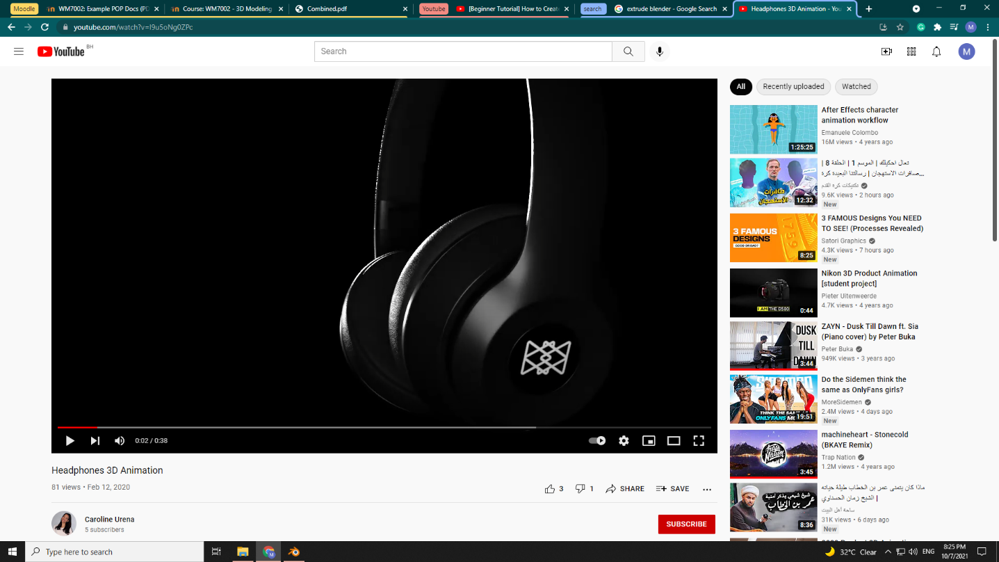 Moodle
WM7002: Example POP Docs (PD
Course: WM7002 - 3D Modeling
Combined.pdf
Youtube
[Beginner Tutorial] How to Create
search
extrude blender - Google Search
Headphones 3D Animation - You
youtube.com/watch?v=I9u5oNg0ZPc
M
YouTube BH
Search
M
All
Recently uploaded
Watched
After Effects character
animation workflow
Emanuele Colombo
16M views • 4 years ago
1:25:25
تعال احكيلك | الموسم 1 | الحلقة 8 |
صافرات الاستهجان | رسالتنا البعيدة كرة...
تكتيكات كرة القدم
9.6K views • 2 hours ago
New
صافرات
الاستهجان
12:32
3 FAMOUS Designs You NEED
TO SEE! (Processes Revealed)
Satori Graphics
4.3K views • 7 hours ago
New
3 FAMOUS
DESIGNS
GOOD OR BAD?
1759
8:25
Nikon 3D Product Animation
[student project]
Pieter Uitenweerde
4.7K views • 4 years ago
I AM THE D500
0:44
ZAYN - Dusk Till Dawn ft. Sia
(Piano cover) by Peter Buka
Peter Buka
949K views • 3 years ago
DUSK
TILL
DAWN
3:44
Do the Sidemen think the
same as OnlyFans girls?
MoreSidemen
2.4M views • 4 days ago
New
SIDEMEN
THINK THE SAME AS
ONLYFANS
19:51
machineheart - Stonecold
(BKAYE Remix)
Trap Nation
1.2M views • 4 years ago
Trap
Nation
3:45
ماذا كان يتمنى عمر بن الخطاب طيلة حياته
| الشيخ زمان الحسناوي
ساحة أهل البيت
31K views • 6 days ago
New
شيخ شيعي يذكر امنية
عمر بن الخطاب
8:36
0:02 / 0:38
Headphones 3D Animation
81 views • Feb 12, 2020
3
1
SHARE
SAVE
Caroline Urena
5 subscribers
SUBSCRIBE
Type here to search
32°C Clear
ENG
8:25 PM
10/7/2021